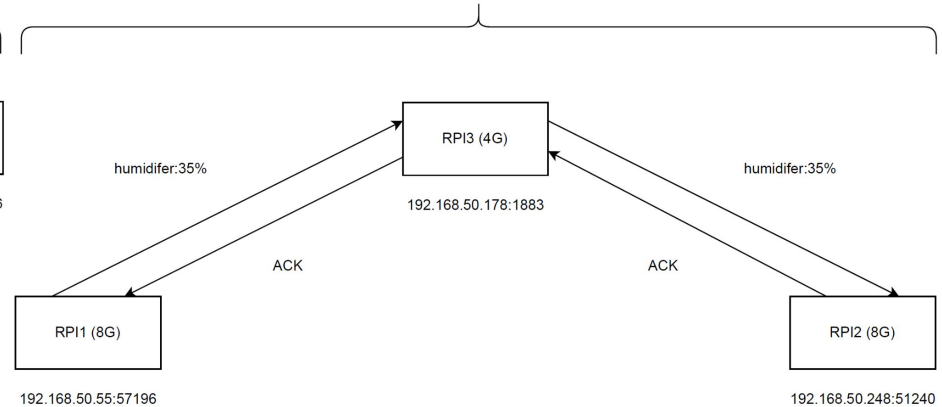 RPI3 (4G)
humidifer:35%
humidifer:35%
192.168.50.178:1883
6
ACK
ACK
RPI1 (8G)
RPI2 (8G)
192.168.50.55:57196
192.168.50.248:51240